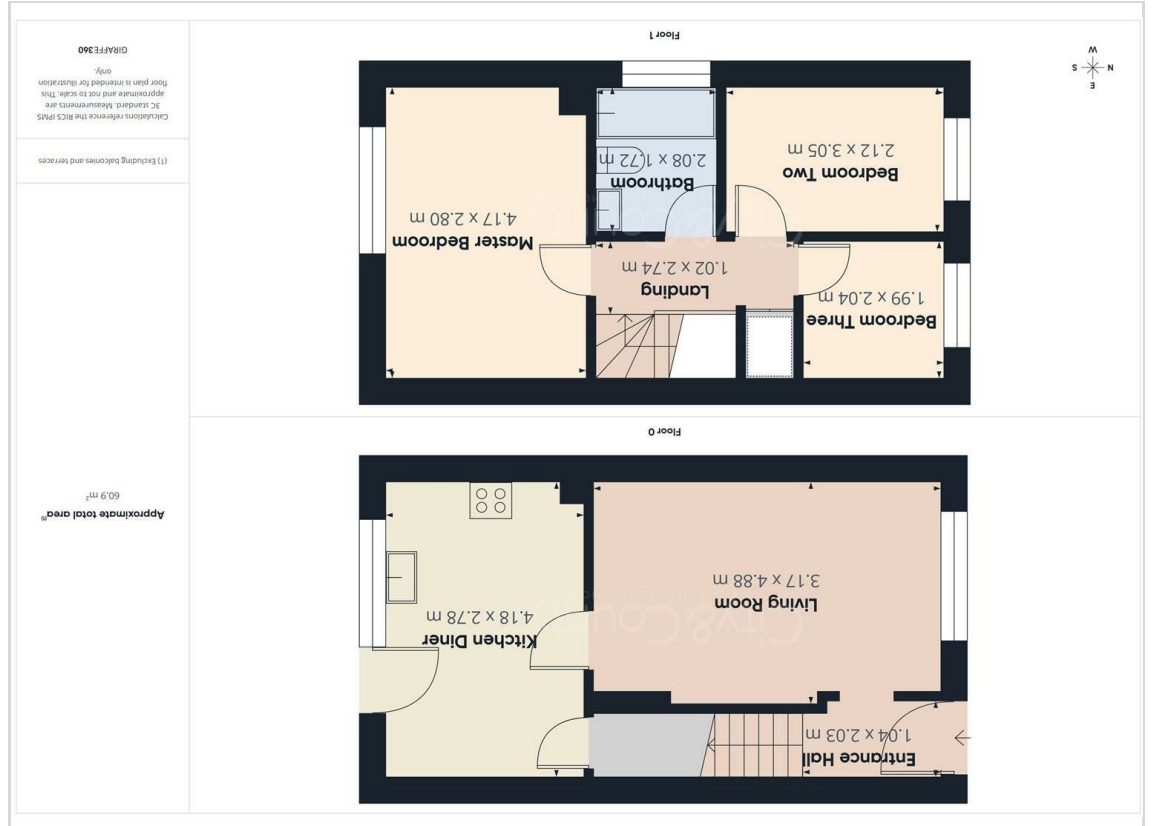 Entrance Hall
1.04 x 2.03 m
Kitchen Diner
4.18 x 2.78 m
Living Room
3.17 x 4.88 m
City&County
Floor 0
Bedroom Three
1.99 x 2.04 m
Landing
1.02 x 2.74 m
Master Bedroom
4.17 x 2.80 m
Bedroom Two
2.12 x 3.05 m
Bathroom
2.08 x 1.72 m
City&County
Floor 1
E
N S
W
Approximate total area⁽¹⁾
60.9 m²
(1) Excluding balconies and terraces
Calculations reference the RICS IPMS
3C standard. Measurements are
approximate and not to scale. This
floor plan is intended for illustration
only.
GIRAFFE360